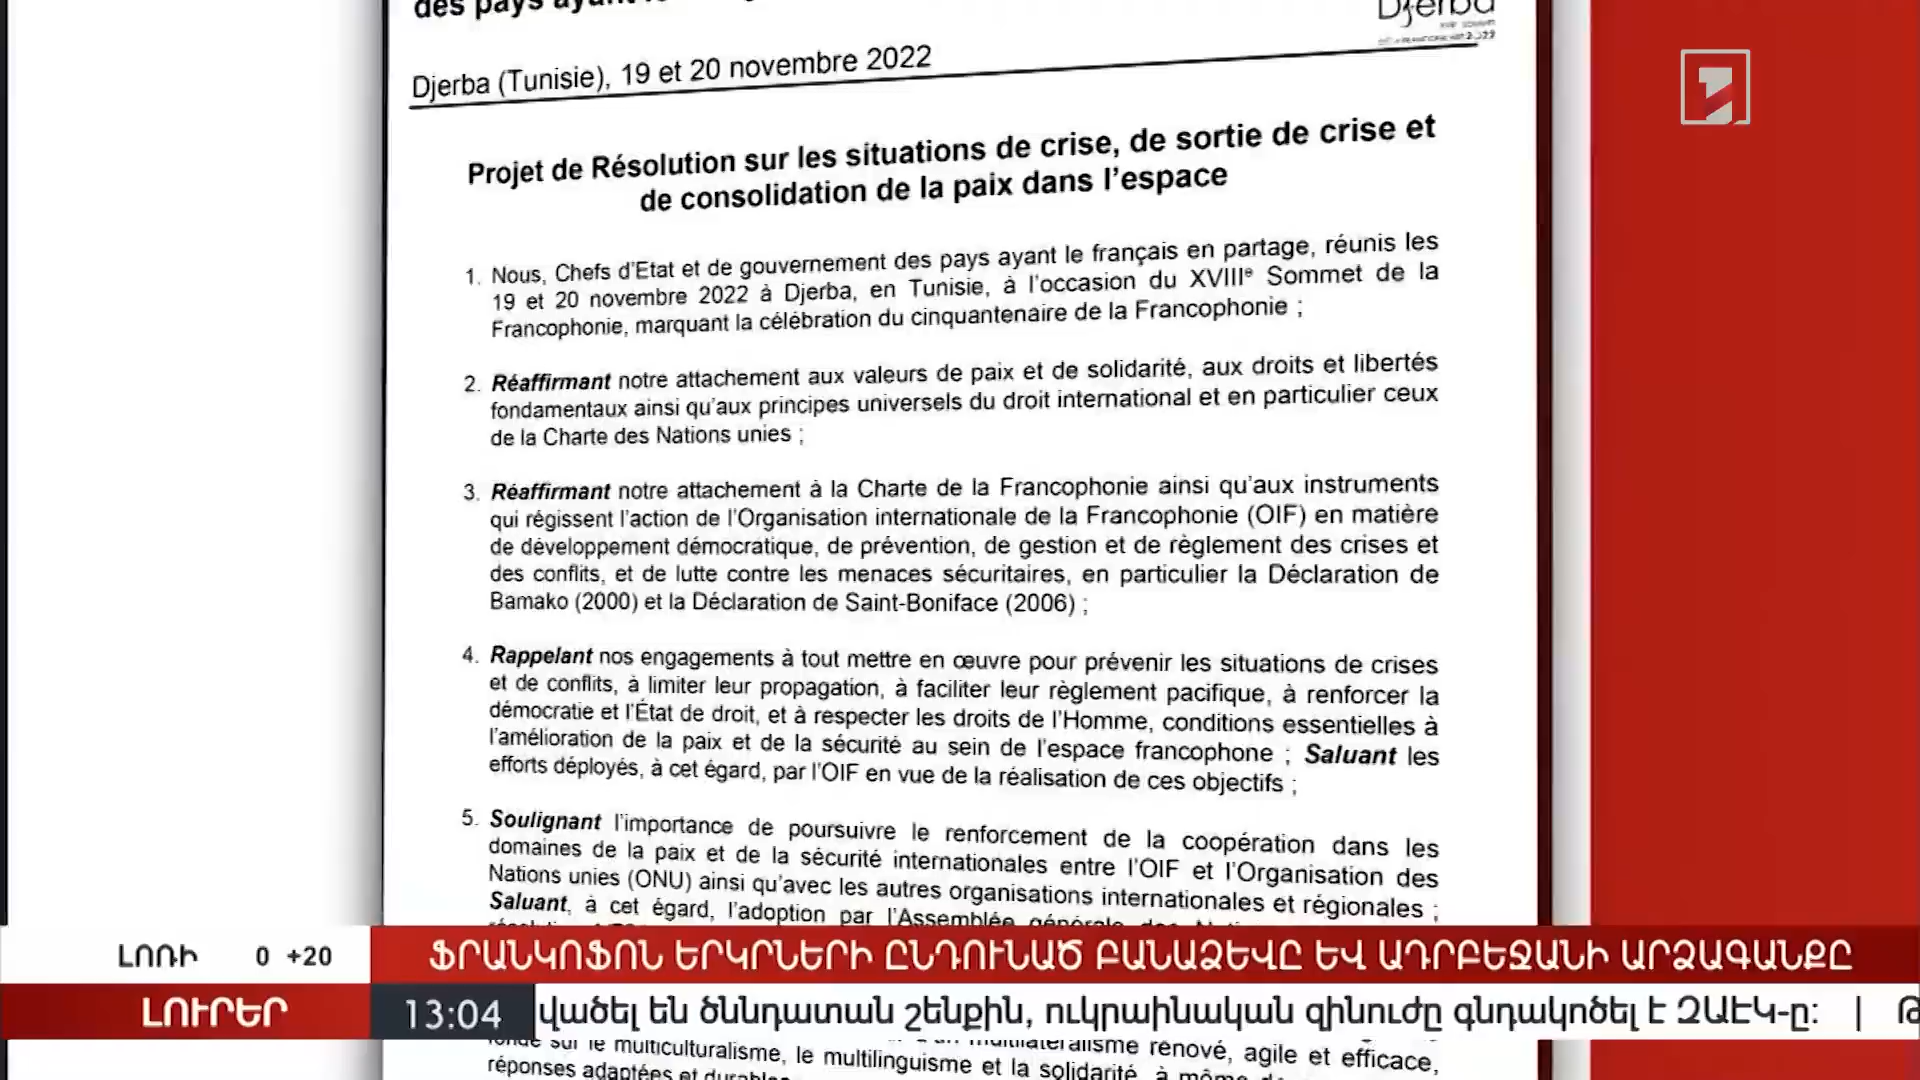 des pays ayant
Djerba
2022
Djerba (Tunisie), 19 et 20 novembre 2022
Projet de Résolution sur les situations de crise, de sortie de crise et
de consolidation de la paix dans l’espace
1. Nous, Chefs d’Etat et de gouvernement des pays ayant le français en partage, réunis les
19 et 20 novembre 2022 à Djerba, en Tunisie, à l’occasion du XVIIIe Sommet de la
Francophonie, marquant la célébration du cinquantenaire de la Francophonie ;
2. Réaffirmant notre attachement aux valeurs de paix et de solidarité, aux droits et libertés
fondamentaux ainsi qu’aux principes universels du droit international et en particulier ceux
de la Charte des Nations unies ;
3. Réaffirmant notre attachement à la Charte de la Francophonie ainsi qu’aux instruments
qui régissent l’action de l’Organisation internationale de la Francophonie (OIF) en matière
de développement démocratique, de prévention, de gestion et de règlement des crises et
des conflits, et de lutte contre les menaces sécuritaires, en particulier la Déclaration de
Bamako (2000) et la Déclaration de Saint-Boniface (2006) ;
4. Rappelant nos engagements à tout mettre en œuvre pour prévenir les situations de crises
et de conflits, à limiter leur propagation, à faciliter leur règlement pacifique, à renforcer la
démocratie et l’État de droit, et à respecter les droits de l’Homme, conditions essentielles à
l’amélioration de la paix et de la sécurité au sein de l’espace francophone ; Saluant les
efforts déployés, à cet égard, par l’OIF en vue de la réalisation de ces objectifs ;
5. Soulignant l’importance de poursuivre le renforcement de la coopération dans les
domaines de la paix et de la sécurité internationales entre l’OIF et l’Organisation des
Nations unies (ONU) ainsi qu’avec les autres organisations internationales et régionales ;
Saluant, à cet égard, l’adoption par l’Assemblée générale des
ԼՈՌԻ 0 +20
ՖՐԱՆԿՈՖՈՆ ԵՐԿՐՆԵՐԻ ԸՆԴՈՒՆԱԾ ԲԱՆԱՁԵՎԸ ԵՎ ԱԴՐԲԵՋԱՆԻ ԱՐՁԱԳԱՆՔԸ
ԼՈՒՐԵՐ
13:04
վածել են ծննդատան շենքին, ուկրաինական զինուժը գնդակոծել է ԶԱԷԿ-ը: |
sur le multiculturalisme, le multilinguisme et la solidarité, multilatéralisme rénové, agile et efficace,
réponses adaptées et